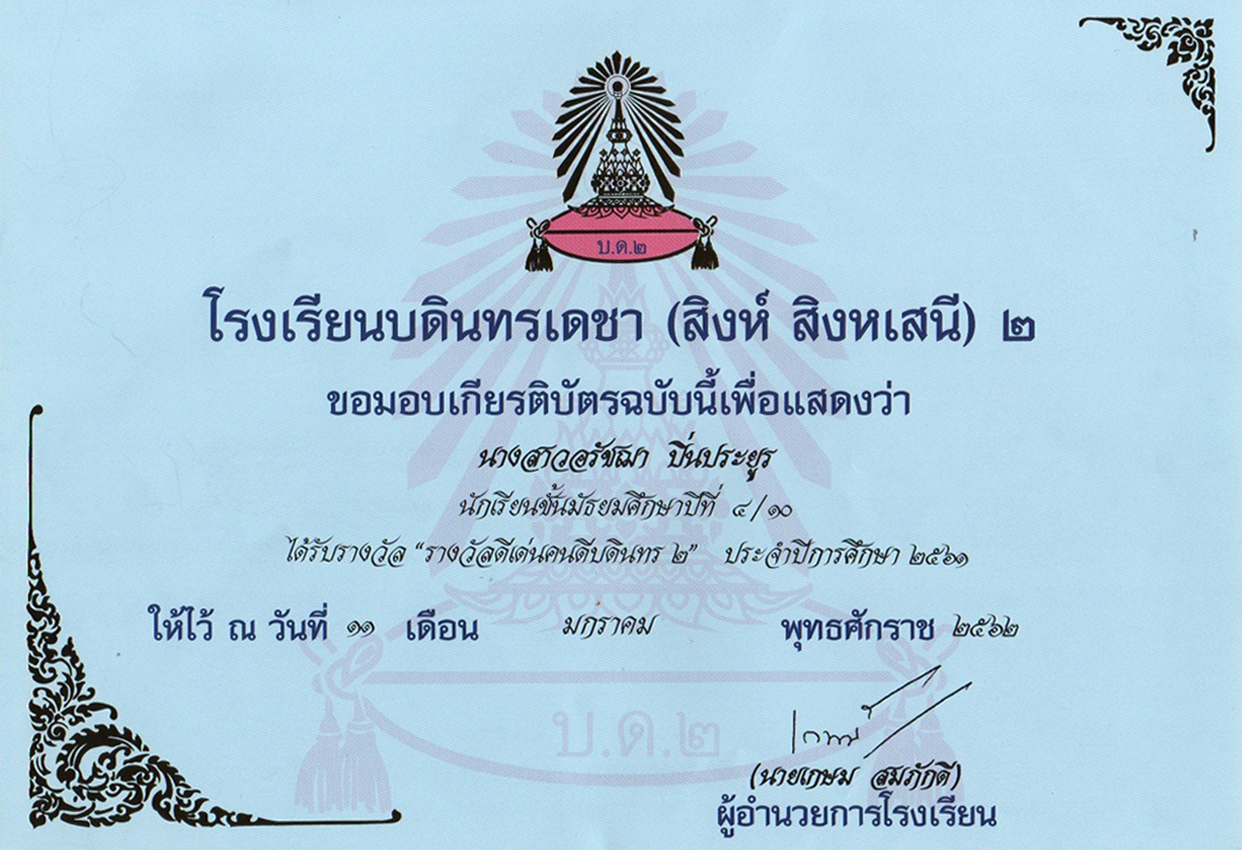 บ.ด.๒
โรงเรียนบดินทรเดชา (สิงห์ สิงหเสนี) ๒
ขอมอบเกียรติบัตรฉบับนี้เพื่อแสดงว่า
นางสาวอรัชฌา ปิ่นประยูร
นักเรียนชั้นมัธยมศึกษาปีที่ ๔/๑๐
ได้รับรางวัล “รางวัลดีเด่นคนดีบดินทร ๒” ประจำปีการศึกษา ๒๕๖๑
ให้ไว้ ณ วันที่ ๑๑ เดือน มกราคม พุทธศักราช ๒๕๖๒
บ.ด.๒
(นายเกษม สมภักดี)
ผู้อำนวยการโรงเรียน